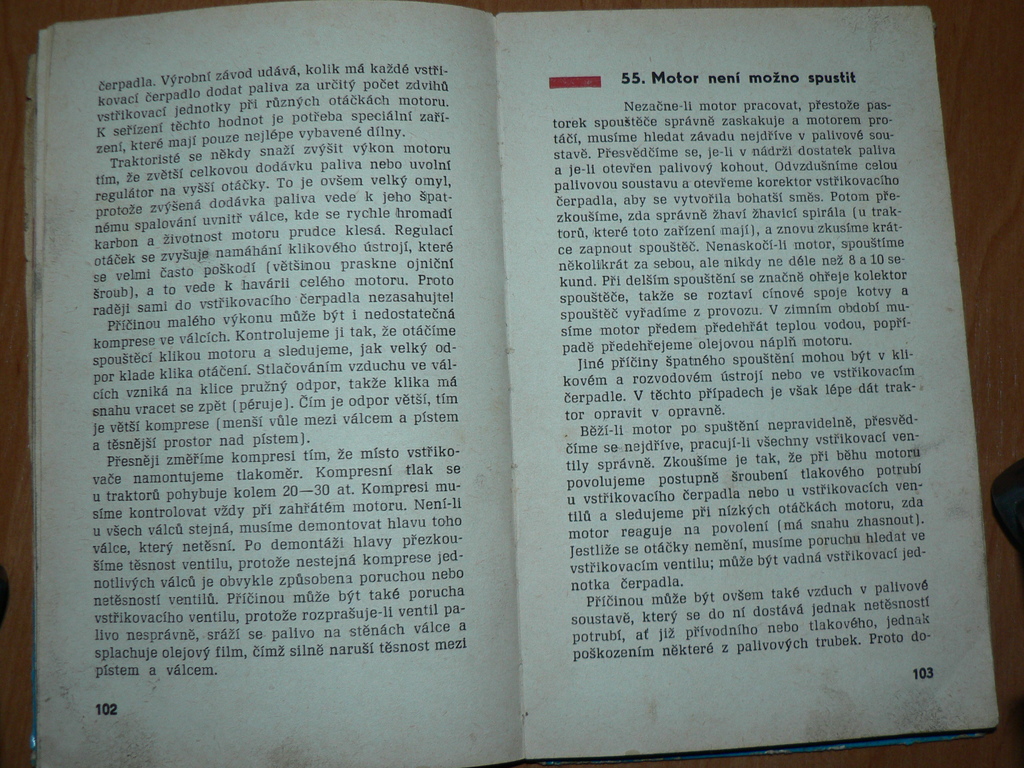 čerpadla. Výrobní závod udává, kolik má každé vstři-
kovací čerpadlo dodat paliva za určitý počet zdvihů
vstřikovací jednotky při různých otáčkách motoru.
K seřízení těchto hodnot je potřeba speciální zaří-
zení, které mají pouze nejlépe vybavené dílny.
Traktoristé se někdy snaží zvýšit výkon motoru
tím, že zvětší celkovou dodávku paliva nebo uvolní
regulátor na vyšší otáčky. To je ovšem velký omyl,
protože zvýšená dodávka paliva vede k jeho špat-
nému spalování uvnitř válce, kde se rychle hromadí
karbon a životnost motoru prudce klesá. Regulací
otáček se zvyšuje namáhání klikového ústrojí, které
se velmi často poškodí (většinou praskne ojniční
šroub), a to vede k havárii celého motoru. Proto
raději sami do vstřikovacího čerpadla nezasahujte!
Příčinou malého výkonu může být i nedostatečná
komprese ve válcích. Kontrolujeme ji tak, že otáčíme
spouštěcí klikou motoru a sledujeme, jak velký od-
por klade klika otáčení. Stlačováním vzduchu ve vál-
cích vzniká na klice pružný odpor, takže klika má
snahu vracet se zpět (péruje). Čím je odpor větší, tím
je větší komprese (menší vůle mezi válcem a pístem
a těsnější prostor nad pístem).
Přesněji změříme kompresi tím, že místo vstřiko-
vače namontujeme tlakoměr. Kompresní tlak se
u traktorů pohybuje kolem 20—30 at. Kompresi mu-
síme kontrolovat vždy při zahřátém motoru. Není-li
u všech válců stejná, musíme demontovat hlavu toho
válce, který netěsní. Po demontáži hlavy přezkou-
šíme těsnost ventilu, protože nestejná komprese jed-
notlivých válců je obvykle způsobena poruchou nebo
netěsností ventilů. Příčinou může být také porucha
vstřikovacího ventilu, protože rozprašuje-li ventil pa-
livo nesprávně, sráží se palivo na stěnách válce a
splachuje olejový film, čímž silně naruší těsnost mezi
pístem a válcem.
102
55. Motor není možno spustit
Nezačne-li motor pracovat, přestože pas-
torek spouštěče správně zaskakuje a motorem pro-
táčí, musíme hledat závadu nejdříve v palivové sou-
stavě. Přesvědčíme se, je-li v nádrži dostatek paliva
a je-li otevřen palivový kohout. Odvzdušníme celou
palivovou soustavu a otevřeme korektor vstřikovacího
čerpadla, aby se vytvořila bohatší směs. Potom pře-
zkoušíme, zda správně žhaví žhavicí spirála (u trak-
torů, které toto zařízení mají), a znovu zkusíme krát-
ce zapnout spouštěč. Nenaskočí-li motor, spouštíme
několikrát za sebou, ale nikdy ne déle než 8 a 10 se-
kund. Při delším spouštění se značně ohřeje kolektor
spouštěče, takže se roztaví cínové spoje kotvy a
spouštěč vyřadíme z provozu. V zimním období mu-
síme motor předem předehřát teplou vodou, popří-
padě předehřejeme olejovou náplň motoru.
Jiné příčiny špatného spouštění mohou být v kli-
kovém a rozvodovém ústrojí nebo ve vstřikovacím
čerpadle. V těchto případech je však lépe dát trak-
tor opravit v opravně.
Běží-li motor po spuštění nepravidelně, přesvěd-
číme se nejdříve, pracují-li všechny vstřikovací ven-
tily správně. Zkoušíme je tak, že při běhu motoru
povolujeme postupně šroubení tlakového potrubí
u vstřikovacího čerpadla nebo u vstřikovacích ven-
tilů a sledujeme při nízkých otáčkách motoru, zda
motor reaguje na povolení (má snahu zhasnout).
Jestliže se otáčky nemění, musíme poruchu hledat ve
vstřikovacím ventilu; může být vadná vstřikovací jed-
notka čerpadla.
Příčinou může být ovšem také vzduch v palivové
soustavě, který se do ní dostává jednak netěsností
potrubí, ať již přívodního nebo tlakového, jednak
poškozením některé z palivových trubek. Proto do-
103